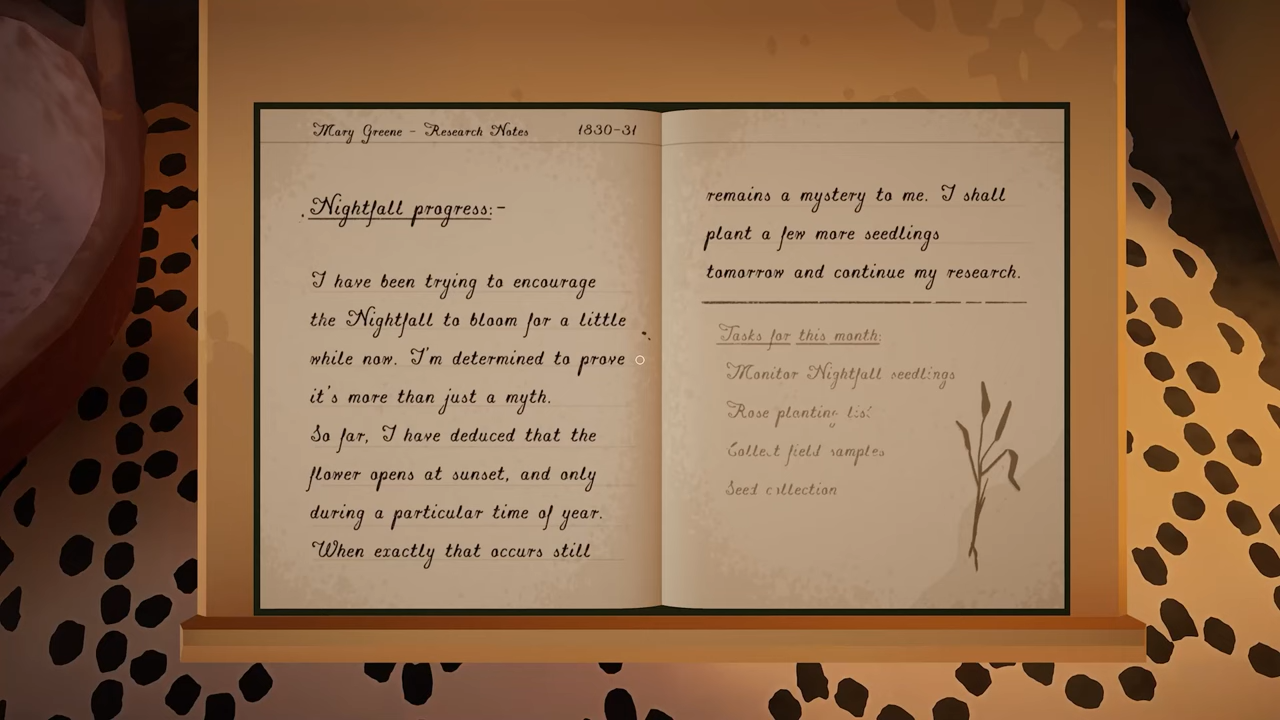 Mary Greene - Research Notes 1830-31
Nightfall progress:-
I have been trying to encourage
the Nightfall to bloom for a little
while now. I'm determined to prove
it's more than just a myth.
So far, I have deduced that the
flower opens at sunset, and only
during a particular time of year.
When exactly that occurs still
remains a mystery to me. I shall
plant a few more seedlings
tomorrow and continue my research.
Tasks for this month:
Monitor Nightfall seedlings
Rose planting list
Collect field samples
Seed collection